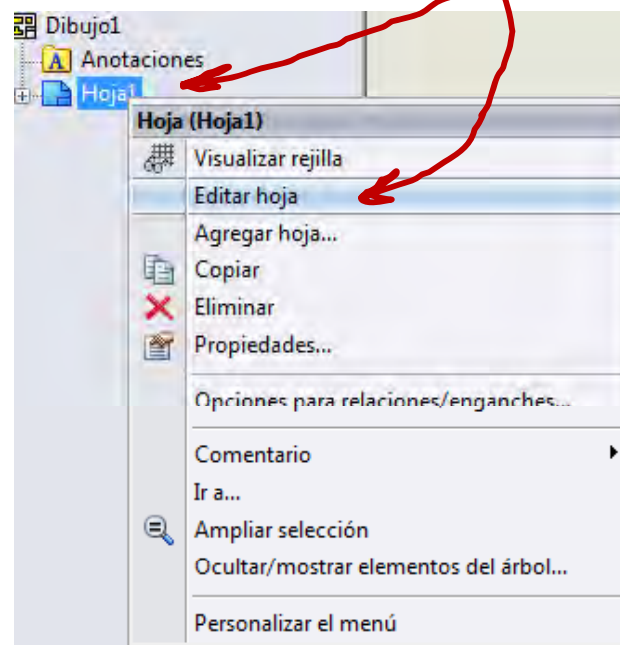 Dibujo1
A Anotaciones
Hoja1
Hoja (Hoja1)
Visualizar rejilla
Editar hoja
Agregar hoja...
Copiar
Eliminar
Propiedades...
Opciones para relaciones/enganches...
Comentario
Ir a...
Ampliar selección
Ocultar/mostrar elementos del árbol...
Personalizar el menú